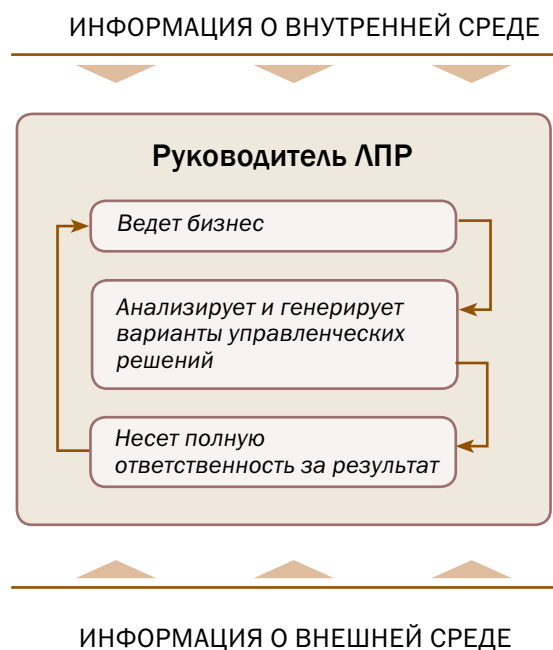 ИНФОРМАЦИЯ О ВНУТРЕННЕЙ СРЕДЕ
Руководитель ЛПР
Ведет бизнес
Анализирует и генерирует
варианты управленческих
решений
Несет полную
ответственность за результат
ИНФОРМАЦИЯ О ВНЕШНЕЙ СРЕДЕ